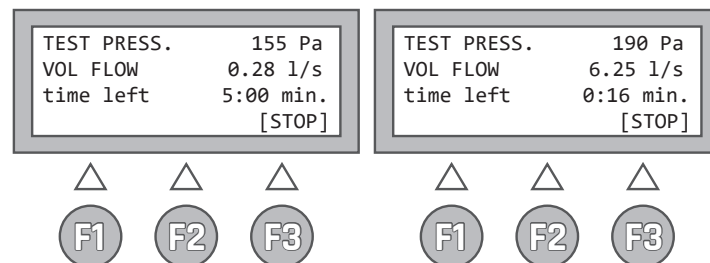 TEST PRESS. 155 Pa
VOL FLOW 0.28 l/s
time left 5:00 min.
[STOP]
F1 F2 F3
TEST PRESS. 190 Pa
VOL FLOW 6.25 l/s
time left 0:16 min.
[STOP]
F1 F2 F3